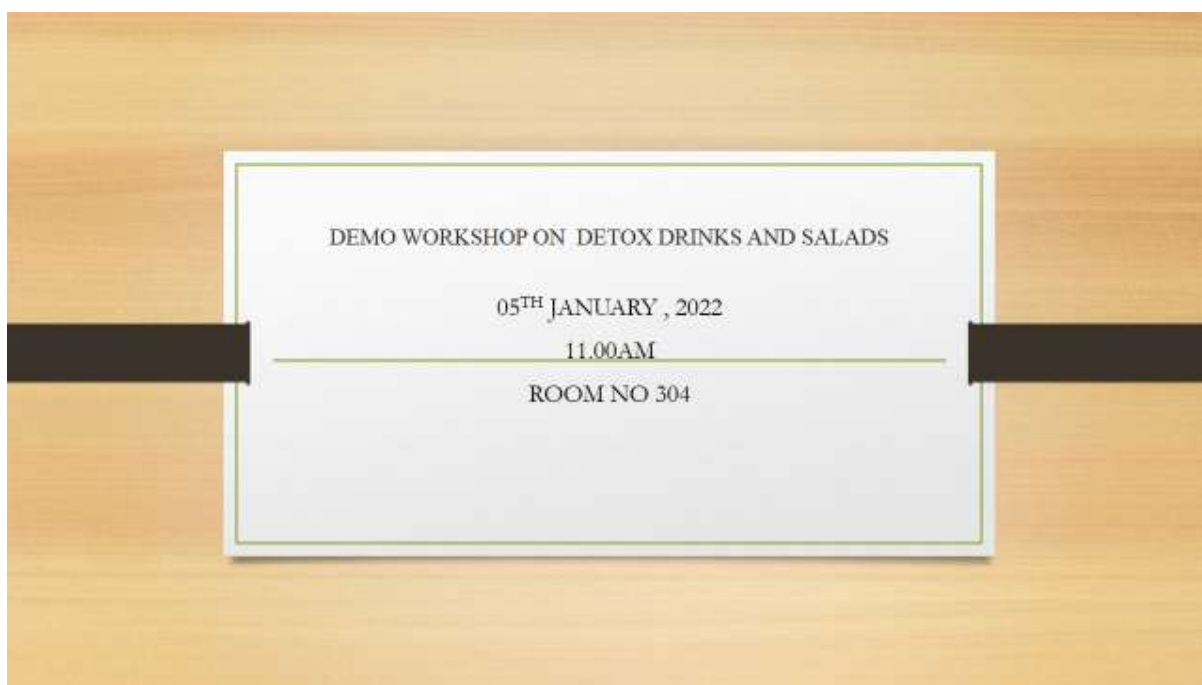 DEMO WORKSHOP ON DETOX DRINKS AND SALADS
05TH JANUARY , 2022
11.00AM
ROOM NO 304